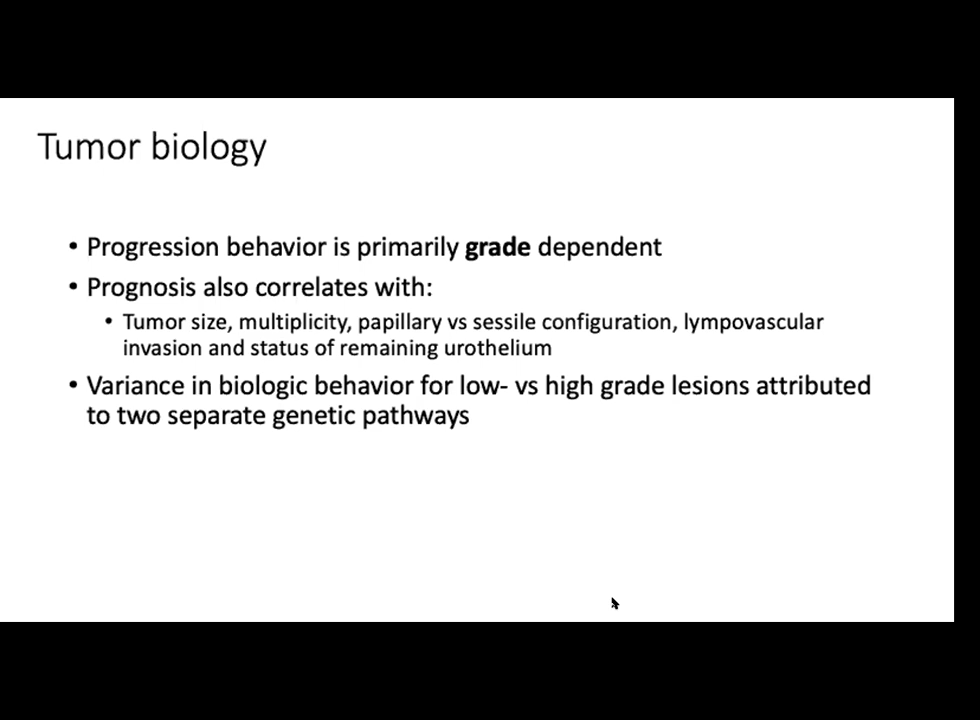 Tumor biology
• Progression behavior is primarily grade dependent
• Prognosis also correlates with:
• Tumor size, multiplicity, papillary vs sessile configuration, lympovascular
invasion and status of remaining urothelium
• Variance in biologic behavior for low- vs high grade lesions attributed
to two separate genetic pathways